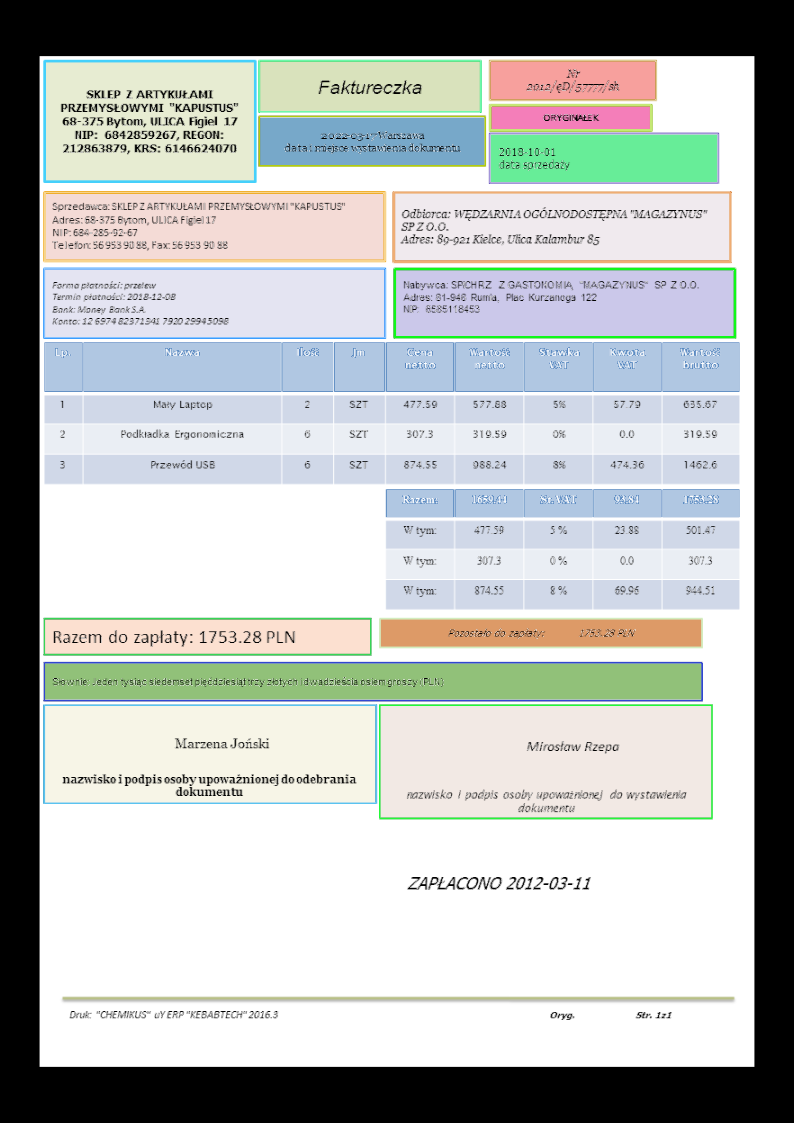 SKLEP Z ARTYKUŁAMI
PRZEMYSŁOWYMI "KAPUSTUS"
68-375 Bytom, ULICA Figiel 17
NIP: 6842859267, REGON:
212863879, KRS: 6146624070
Faktureczka
Warszawa
data i miejsce wystawienia dokumentu
Nr
2012/ęD/57777/sh
ORYGINAŁEK
2018-10-01
data sprzedaży
Sprzedawca: SKLEP Z ARTYKUŁAMI PRZEMYSŁOWYMI "KAPUSTUS"
Adres: 68-375 Bytom, ULICA Figiel 17
NIP: 684-285-92-67
Telefon: 56 953 90 88, Fax: 56 953 90 88
Odbiorca: WĘDZARNIA OGÓLNODOSTĘPNA "MAGAZYNUS"
SP Z O.O.
Adres: 89-921 Kielce, Ulica Kalambur 85
Forma płatności: przelew
Termin płatności: 2018-12-08
Bank: Money Bank S.A.
Konto: 12 6974 8237 1541 7920 2994 5098
Nabywca: SPICHRZ Z GASTONOMIA, "MAGAZYNUS" SP Z O.O.
Adres: 81-948 Rumia, Plac Kurzanoga 122
NIP: 8585118453
Lp. Nazwa Ilość Jm Cena netto Wartość netto Stawka VAT Kwota VAT Wartość brutto
1 Mały Laptop 2 SZT 477.59 577.88 5% 57.79 635.67
2 Podkładka Ergonomiczna 6 SZT 307.3 319.59 0% 0.0 319.59
3 Przewód USB 6 SZT 874.55 988.24 8% 474.36 1462.6
Razem: 1659.44 St. VAT 93.84 1753.28
W tym: 477.59 5 % 23.88 501.47
W tym: 307.3 0 % 0.0 307.3
W tym: 874.55 8 % 69.96 944.51
Razem do zapłaty: 1753.28 PLN
Pozostało do zapłaty: 1753.28 PLN
Słownie: Jeden tysiąc siedemset pięćdziesiąt trzy złotych i dwadzieścia osiem groszy (PLN)
Marzena Joński
nazwisko i podpis osoby upoważnionej do odebrania
dokumentu
Mirosław Rzepa
nazwisko i podpis osoby upoważnionej do wystawienia
dokumentu
ZAPŁACONO 2012-03-11
Druk: "CHEMIKUS" uY ERP "KEBABTECH" 2016.3 Oryg. Str. 1z1